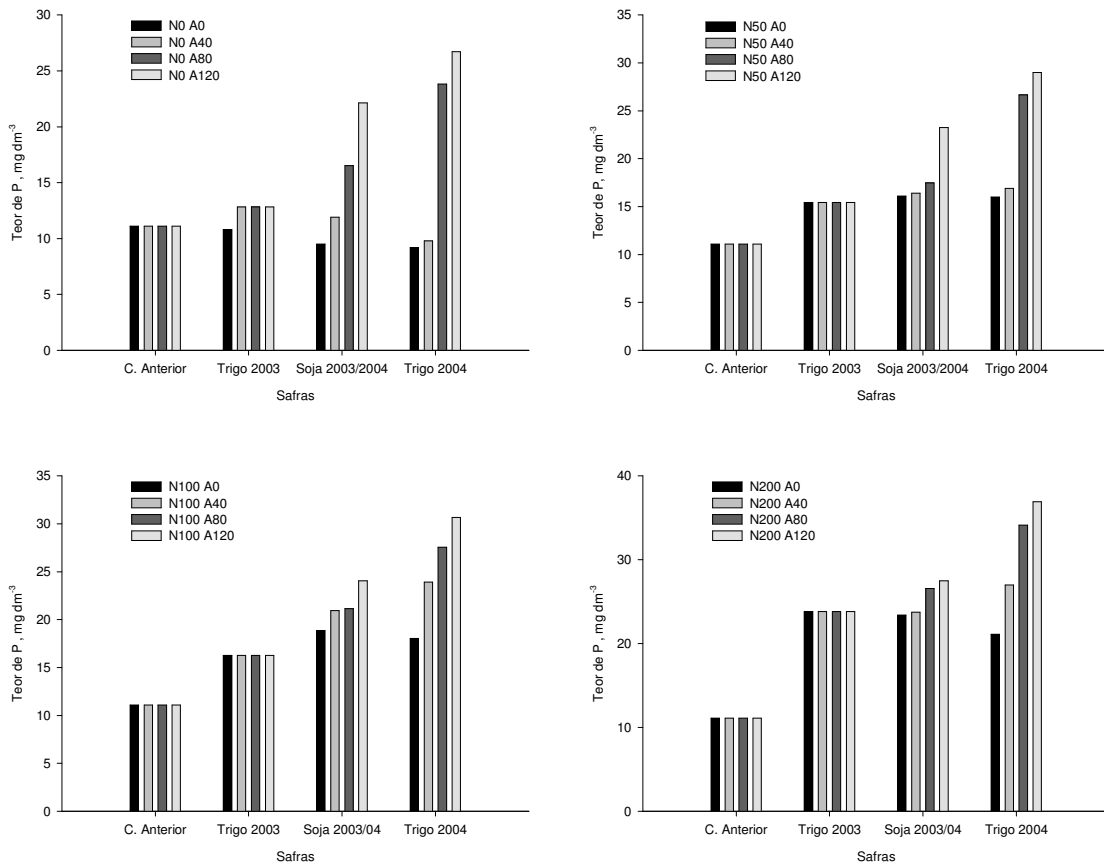 30
25
20
15
10
5
0
Teor de P , mg dm-3
N0 A0
N0 A40
N0 A80
N0 A120
C. Anterior Trigo 2003 Soja 2003/2004 Trigo 2004
Safras
35
30
25
20
15
10
5
0
Teor de P , mg dm-3
N50 A0
N50 A40
N50 A80
N50 A120
C. Anterior Trigo 2003 Soja 2003/2004 Trigo 2004
Safras
35
30
25
20
15
10
5
0
Teor de P , mg dm-3
N100 A0
N100 A40
N100 A80
N100 A120
C. Anterior Trigo 2003 Soja 2003/04 Trigo 2004
Safras
40
30
20
10
0
Teor de P , mg dm-3
N200 A0
N200 A40
N200 A80
N200 A120
C. Anterior Trigo 2003 Soja 2003/04 Trigo 2004
Safras